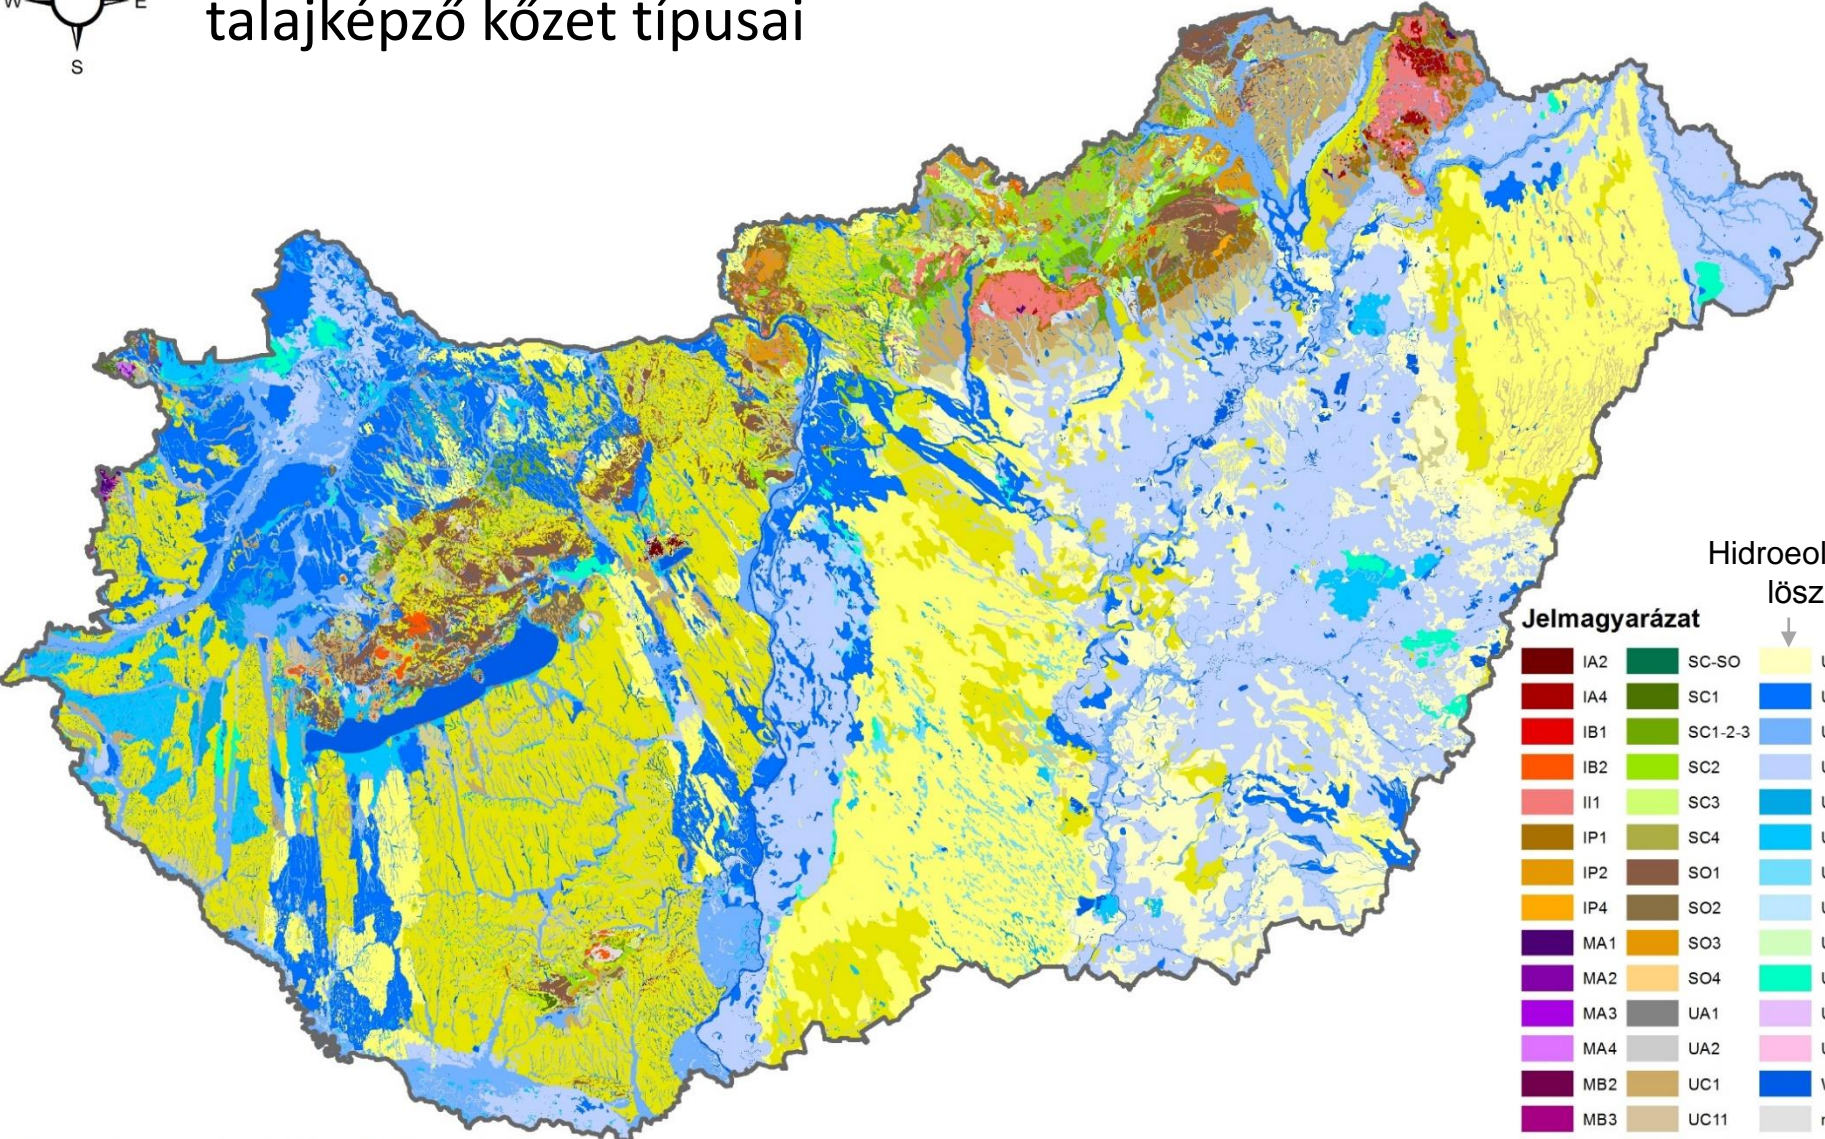 W
E
talajképző kőzet típusai
S
Hidroeol
lösz
Jelmagyarázat
IA2 SC-SO U
IA4 SC1 U
IB1 SC1-2-3 U
IB2 SC2 U
II1 SC3 U
IP1 SC4 U
IP2 SO1 U
IP4 SO2 U
MA1 SO3 U
MA2 SO4 U
MA3 UA1 U
MA4 UA2 U
MB2 UC1
MB3 UC11